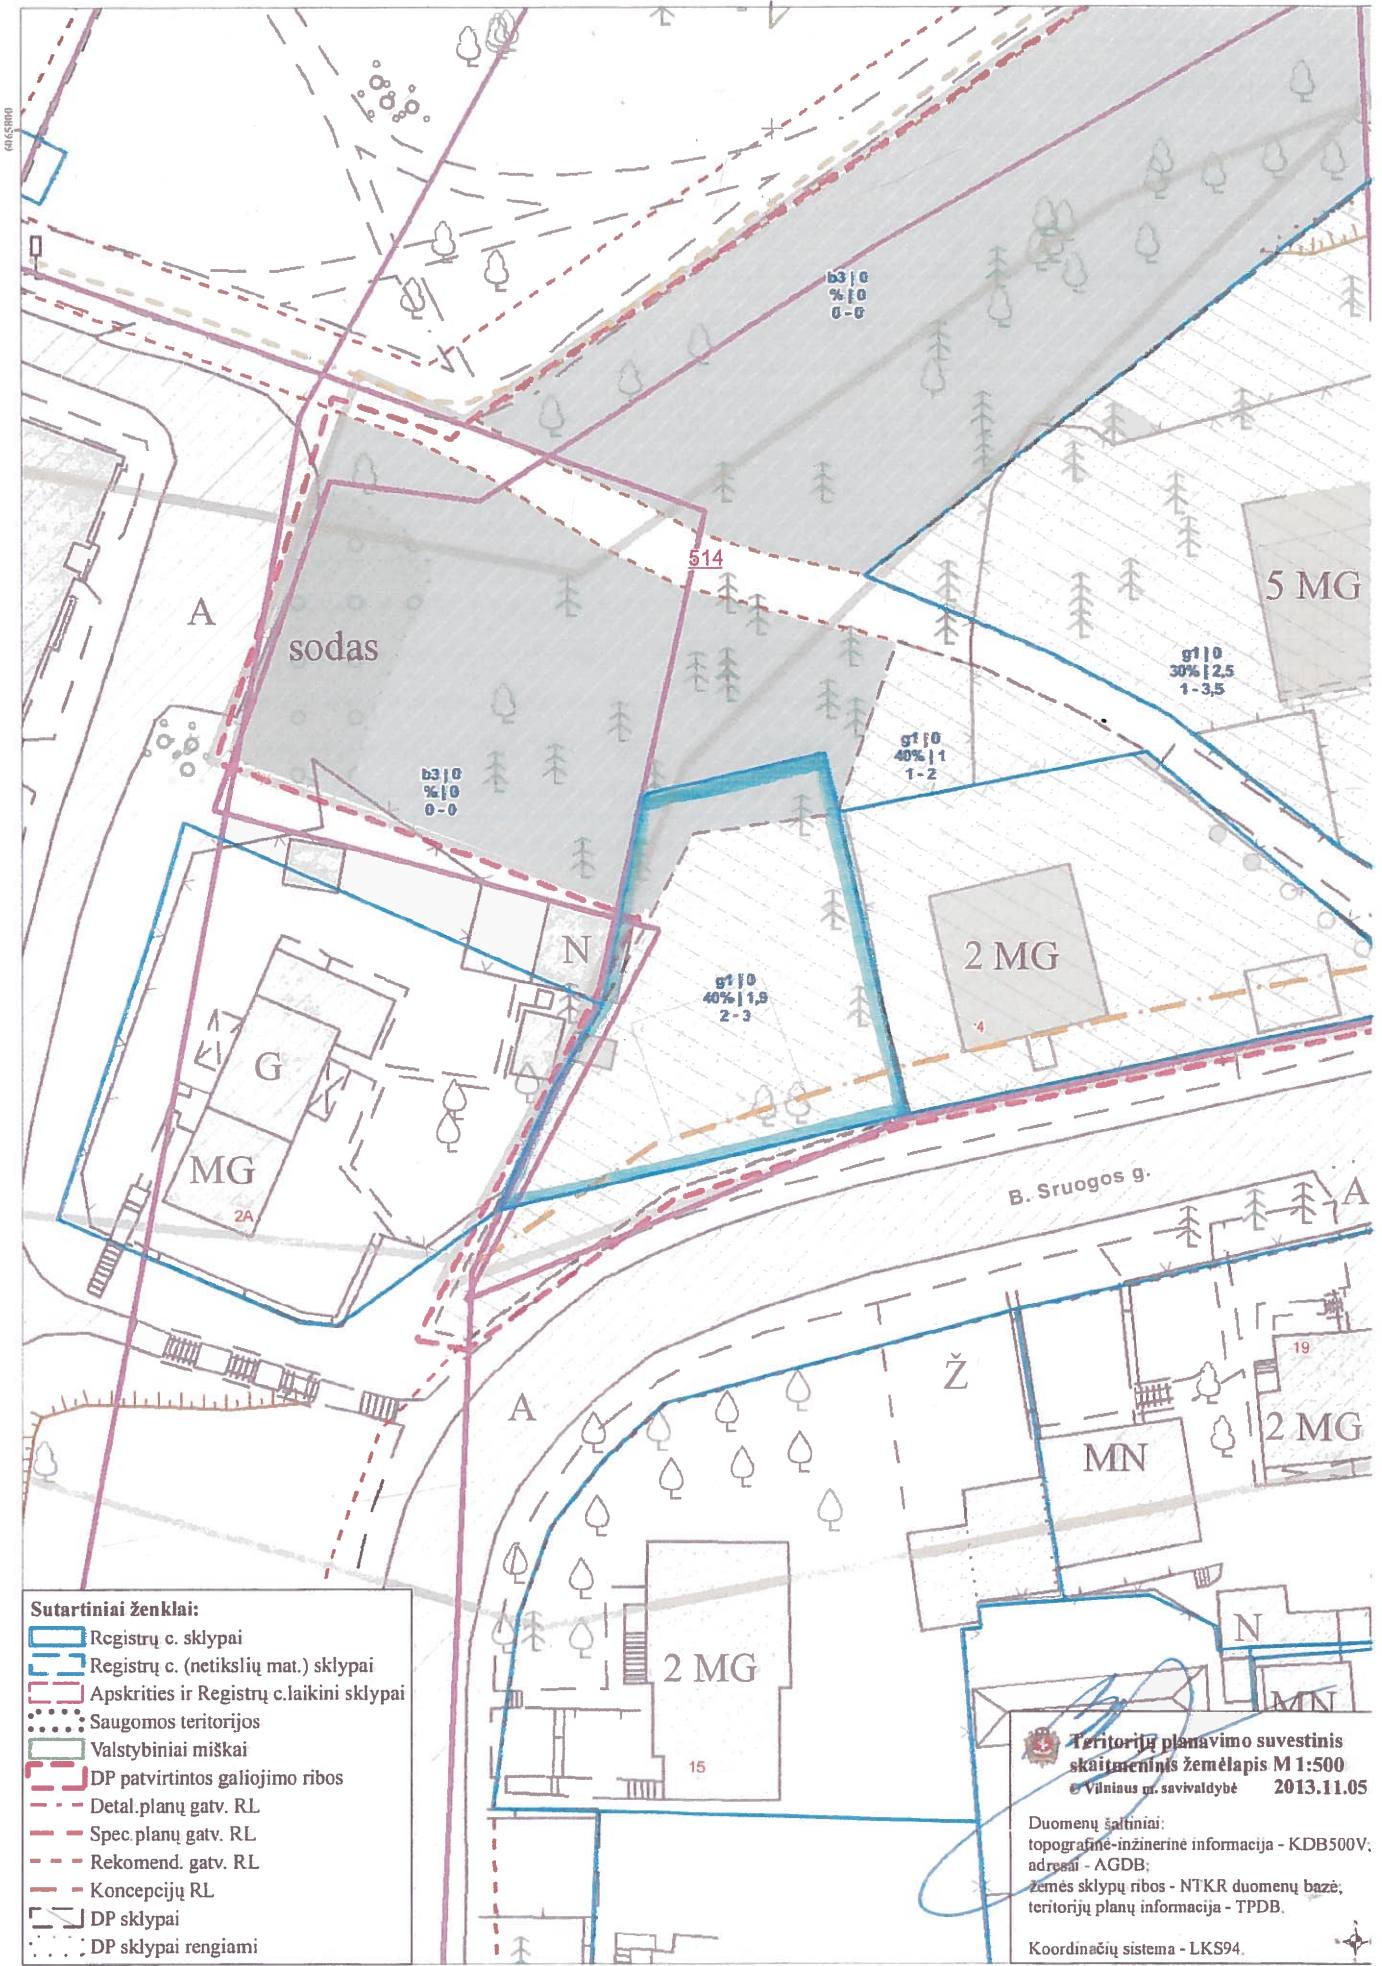 6065800
b3 | 0
% | 0
0 - 0
514
5 MG
A
sodas
g1 | 0
30% | 2,5
1 - 3,5
g1 | 0
40% | 1
1 - 2
b3 | 0
% | 0
0 - 0
N
2 MG
g1 | 0
40% | 1,9
2 - 3
4
G
MG
2A
B. Sruogos g.
A
19
Ž
A
2 MG
MN
N
2 MG
MN
15
Sutartiniai ženklai:
Registrų c. sklypai
Registrų c. (netikslių mat.) sklypai
Apskrities ir Registrų c.laikini sklypai
Saugomos teritorijos
Valstybiniai miškai
DP patvirtintos galiojimo ribos
Detal.planų gatv. RL
Spec.planų gatv. RL
Rekomend. gatv. RL
Koncepcijų RL
DP sklypai
DP sklypai rengiami
Teritorijų planavimo suvestinis
skaitmeninis žemėlapis M 1:500
© Vilniaus m. savivaldybė 2013.11.05
Duomenų šaltiniai:
topografinė-inžinerinė informacija - KDB500V;
adresai - AGDB;
žemės sklypų ribos - NTKR duomenų bazė;
teritorijų planų informacija - TPDB.
Koordinačių sistema - LKS94.